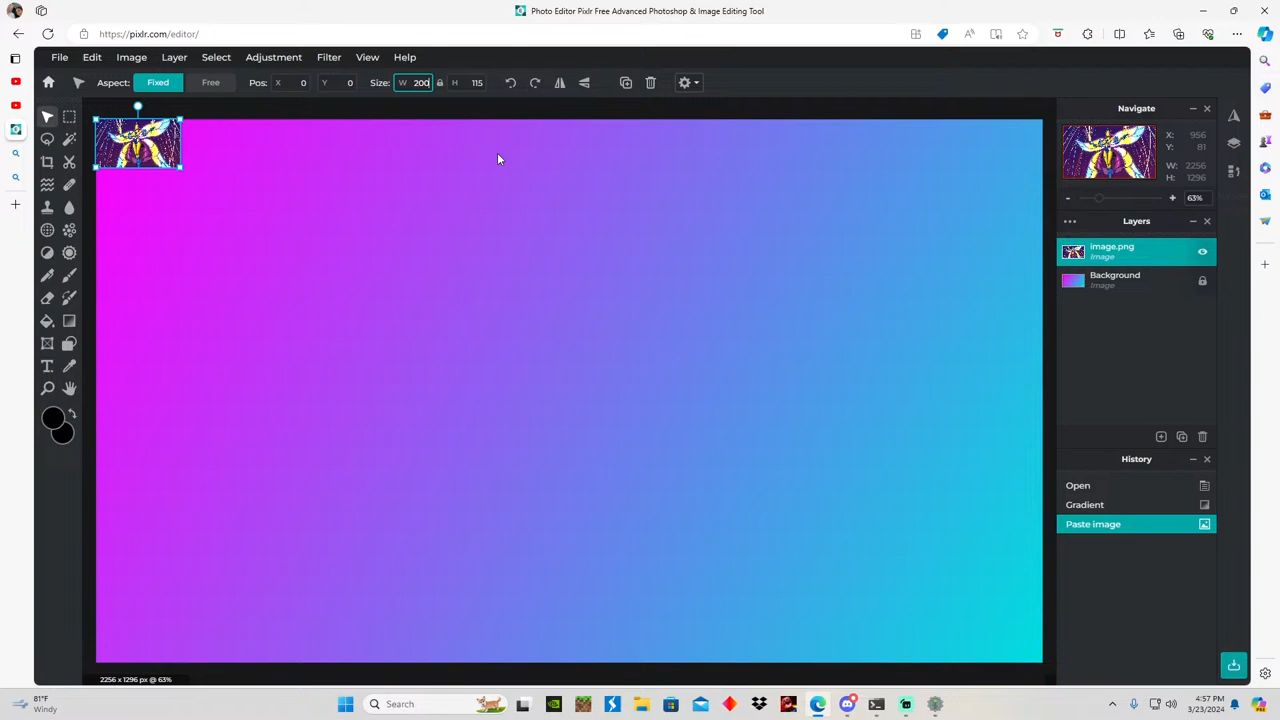 Photo Editor Pixlr Free Advanced Photoshop & Image Editing Tool
https://pixlr.com/editor/
File Edit Image Layer Select Adjustment Filter View Help
Aspect: Fixed Free Pos: X 0 Y 0 Size: W 200 H 115
Navigate
X: 956
Y: 81
W: 2256
H: 1296
- + 63%
Layers
image.png
Image
Background
Image
History
Open
Gradient
Paste image
2256 x 1296 px @ 63%
81°F
Windy
Search
4:57 PM
3/23/2024